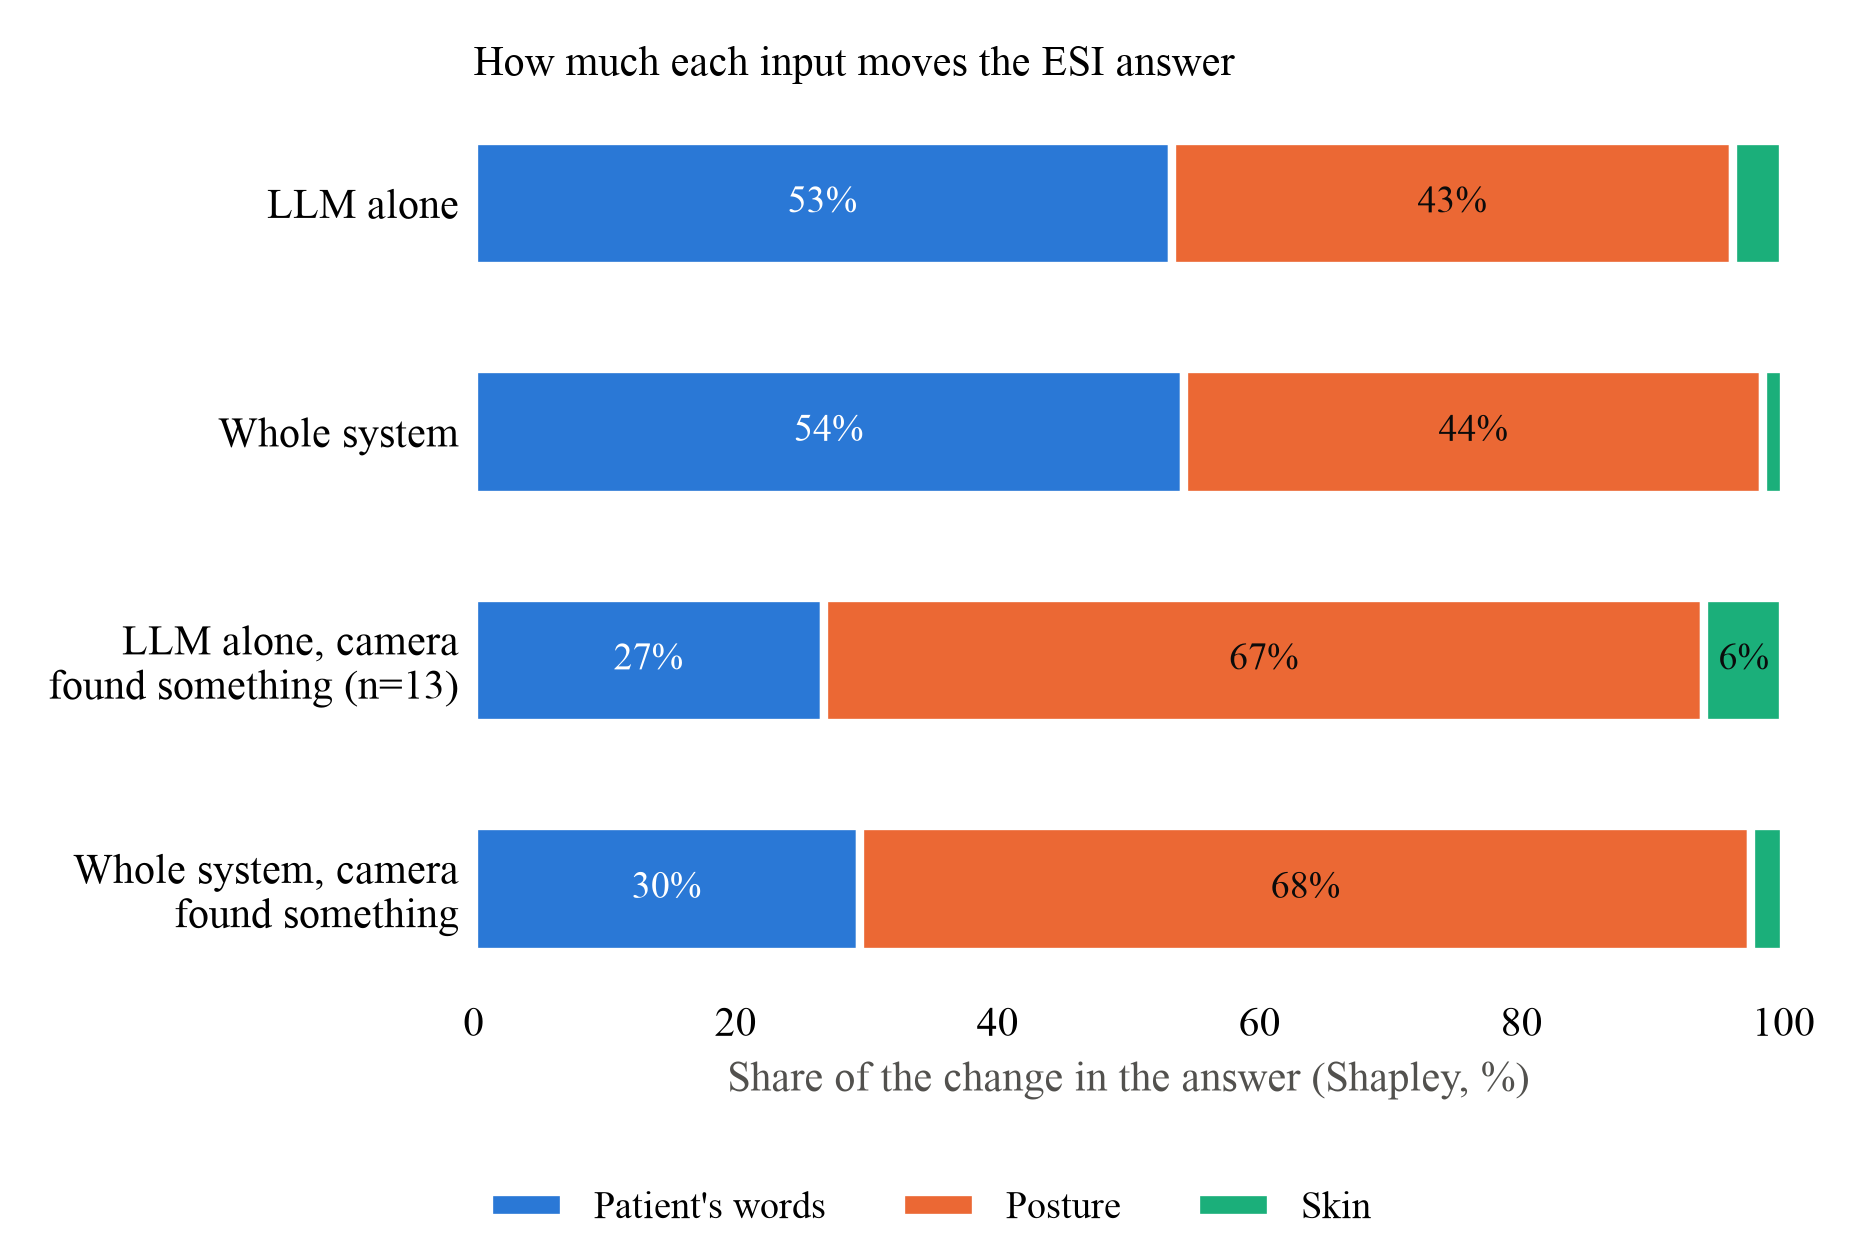 How much each input moves the ESI answer
LLM alone
53%
43%
Whole system
54%
44%
LLM alone, camera
found something (n=13)
27%
67%
6%
Whole system, camera
found something
30%
68%
0
20
40
60
80
100
Share of the change in the answer (Shapley, %)
Patient's words
Posture
Skin